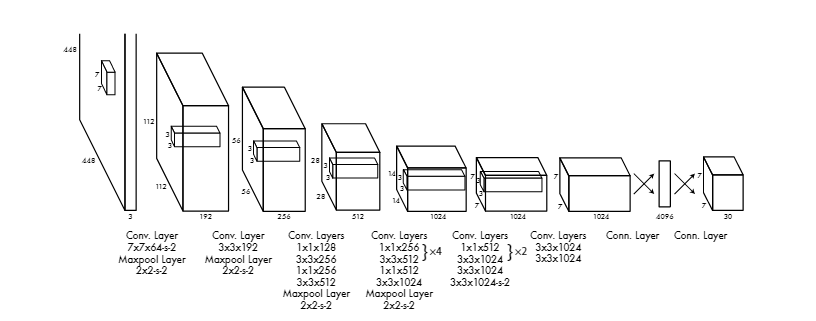 448
7
7
448
3
112
3
3
112
192
56
3
3
56
256
28
3
3
28
512
14
3
3
14
1024
7
3
3
7
1024
7
7
1024
4096
7
7
30
Conv. Layer
7x7x64-s-2
Maxpool Layer
2x2-s-2
Conv. Layer
3x3x192
Maxpool Layer
2x2-s-2
Conv. Layers
1x1x128
3x3x256
1x1x256
3x3x512
Maxpool Layer
2x2-s-2
Conv. Layers
1x1x256
3x3x512 }×4
1x1x512
3x3x1024
Maxpool Layer
2x2-s-2
Conv. Layers
1x1x512
3x3x1024 }×2
3x3x1024
3x3x1024-s-2
Conv. Layers
3x3x1024
3x3x1024
Conn. Layer
Conn. Layer